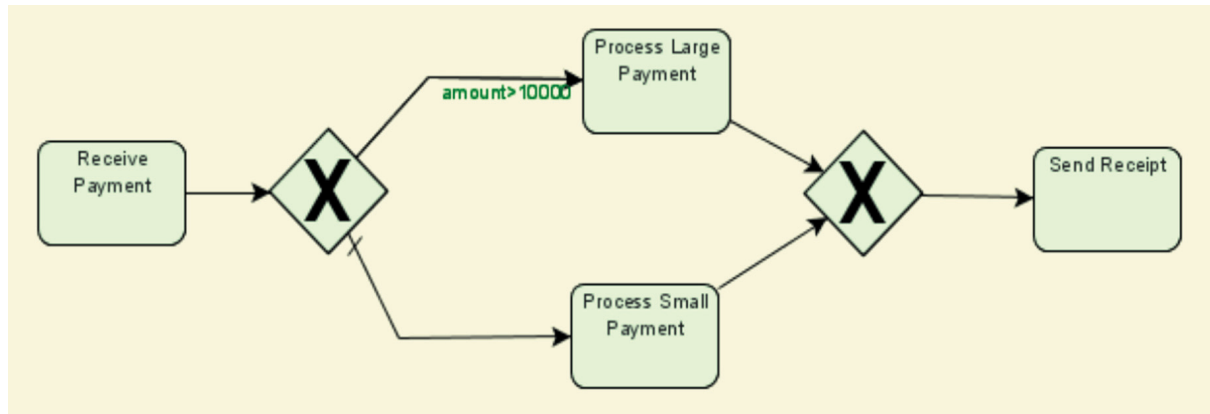 Process Large
Payment
amount>10000
Receive
Payment
X
X
Send Receipt
Process Small
Payment